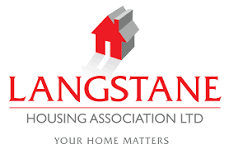 LANGSTANE
HOUSING ASSOCIATION LTD
YOUR HOME MATTERS